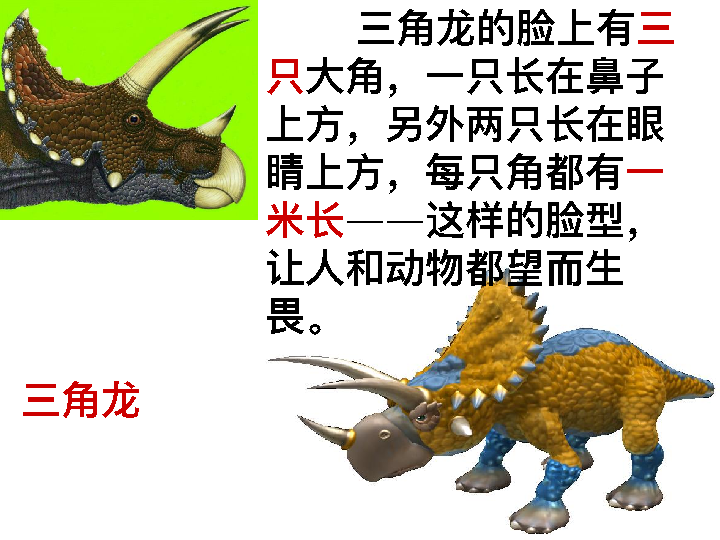 三角龙的脸上有三
只大角，一只长在鼻子
上方，另外两只长在眼
睛上方，每只角都有一
米长——这样的脸型，
让人和动物都望而生
畏。
三角龙